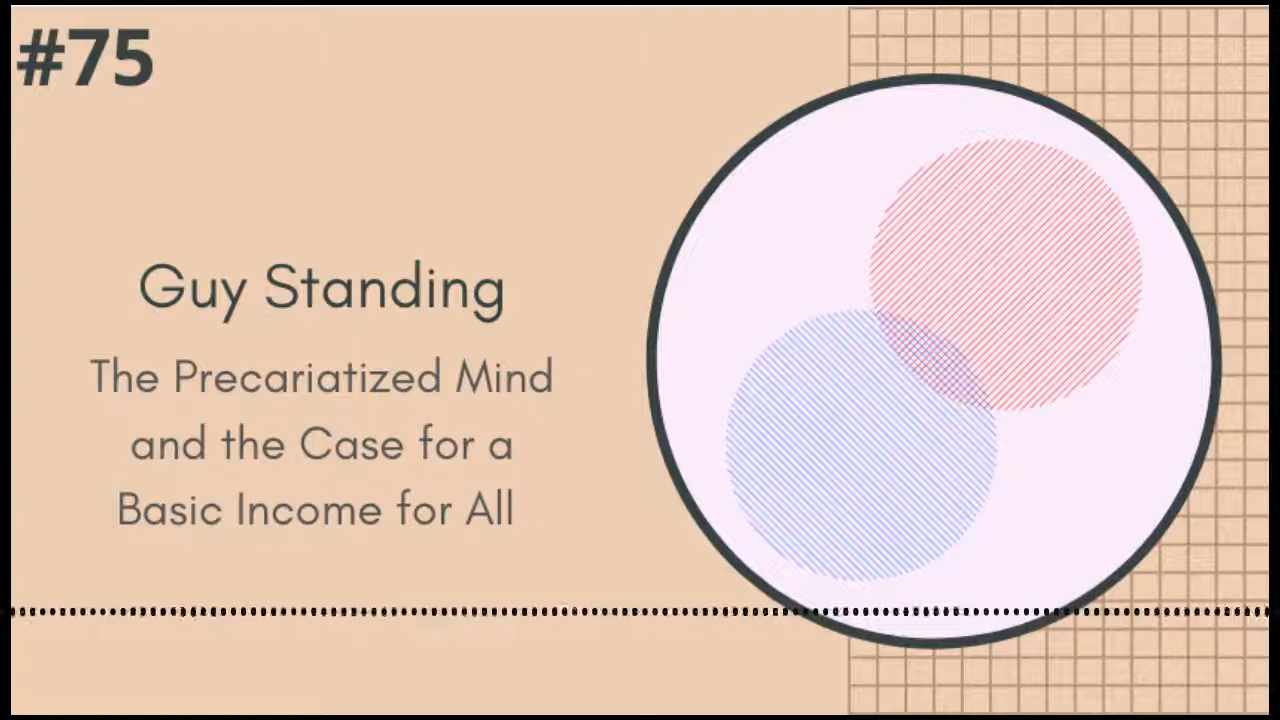 #75
Guy Standing
The Precariatized Mind
and the Case for a
Basic Income for All